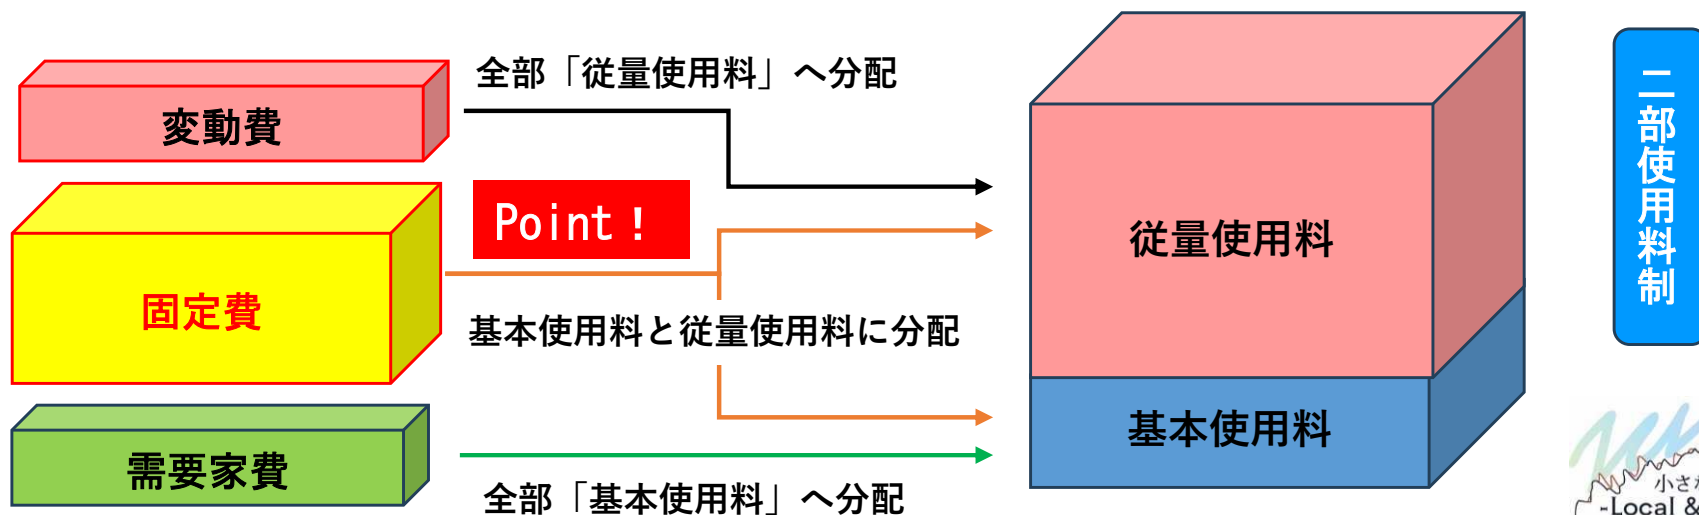 変動費
全部「従量使用料」へ分配
Point！
固定費
基本使用料と従量使用料に分配
需要家費
全部「基本使用料」へ分配
従量使用料
基本使用料
二部使用料制
小さ
-Local &